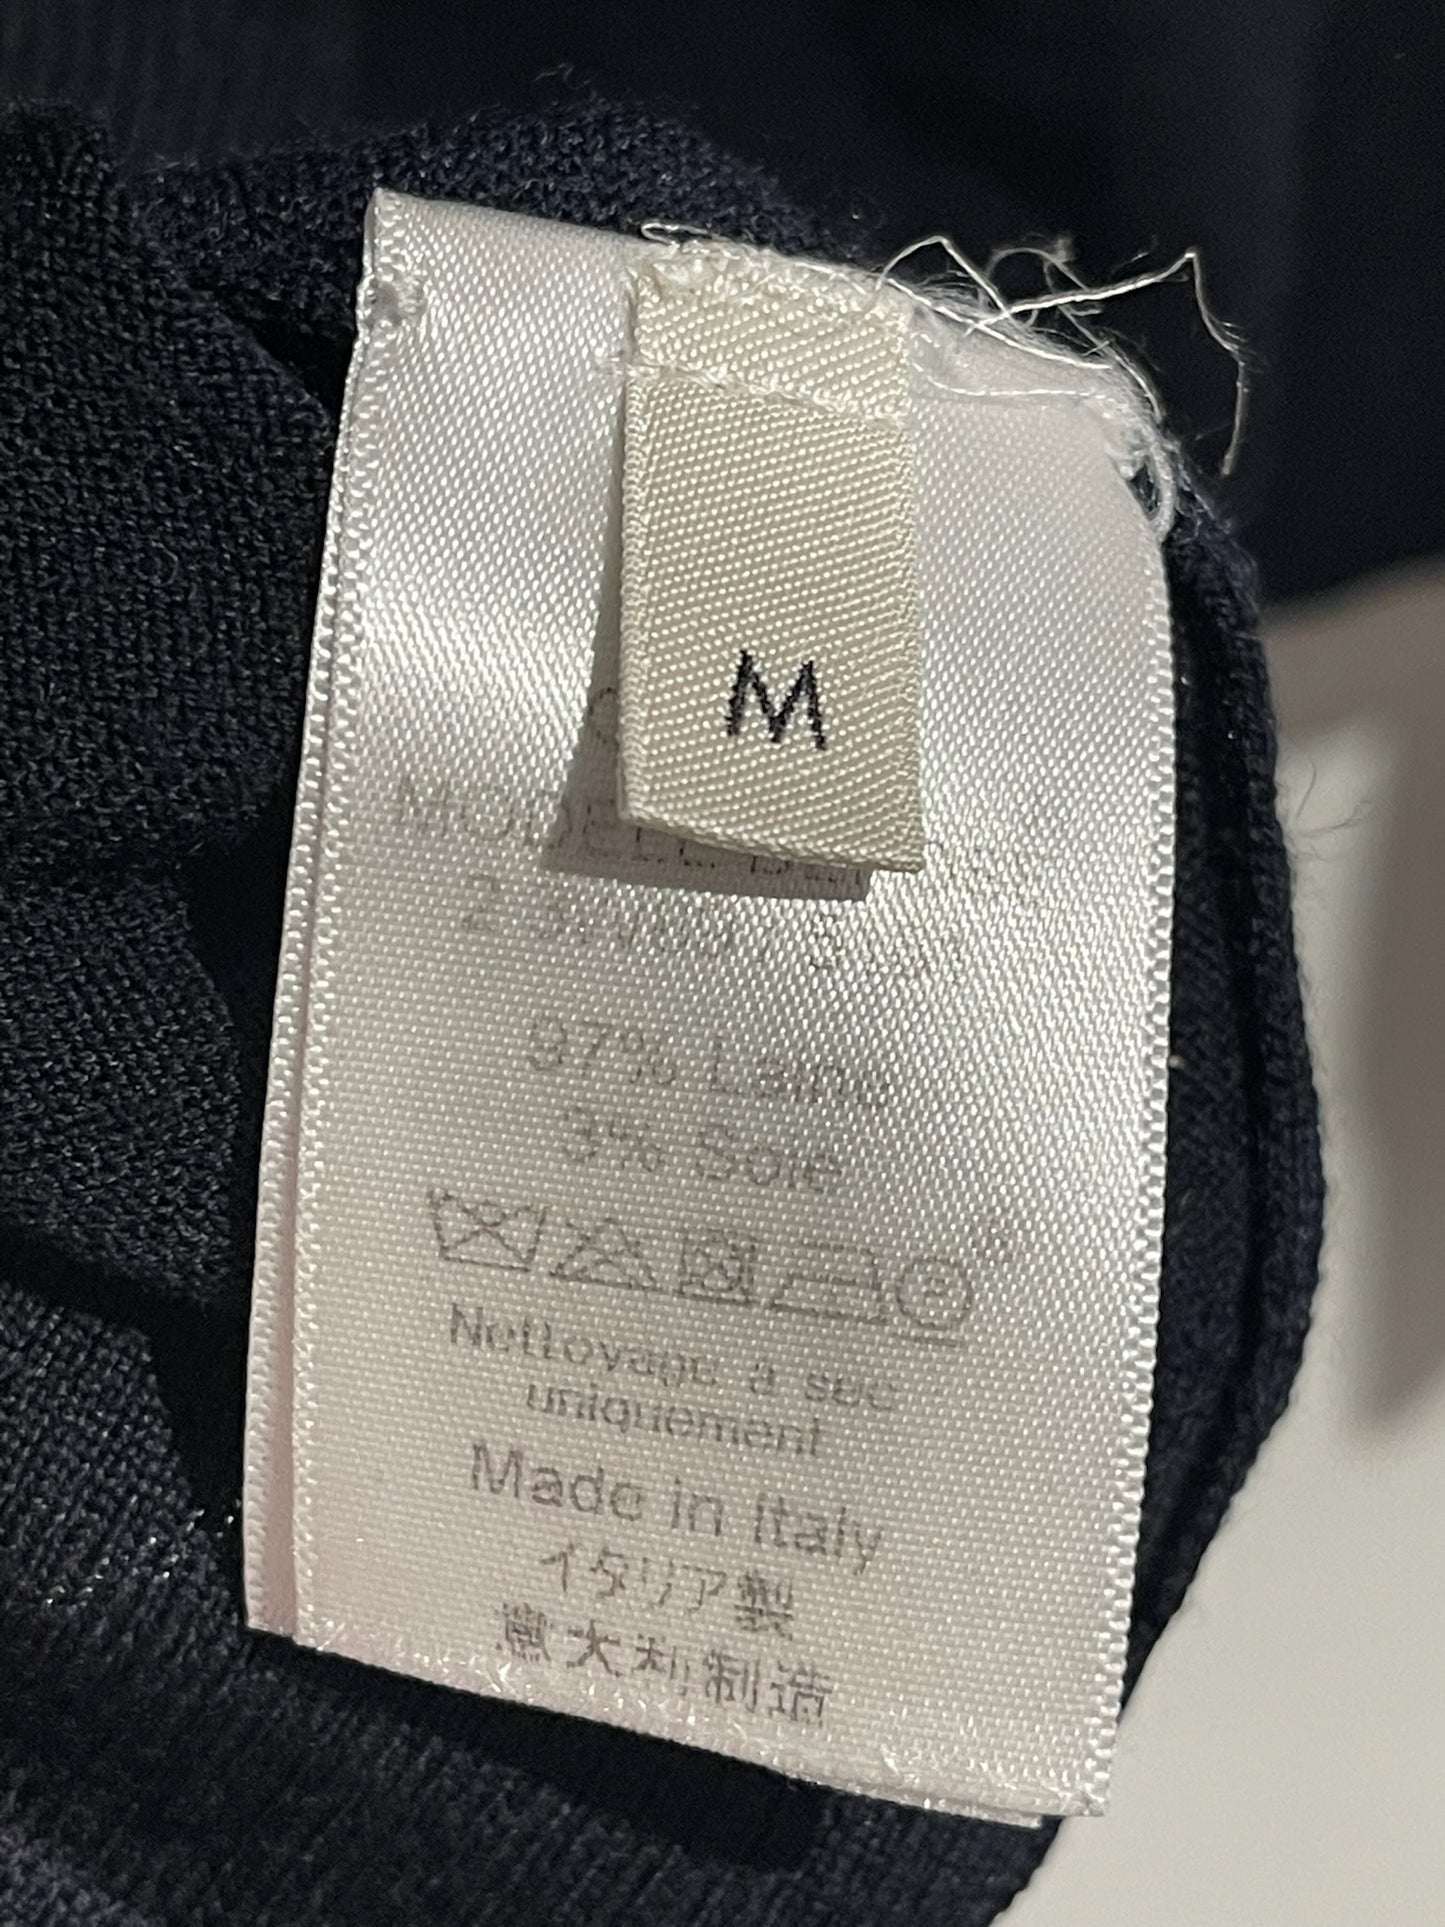 M
97% Laine
3% Soie
Nettoyage a sec
uniquement
Made in Italy
イタリア製
意大利制造